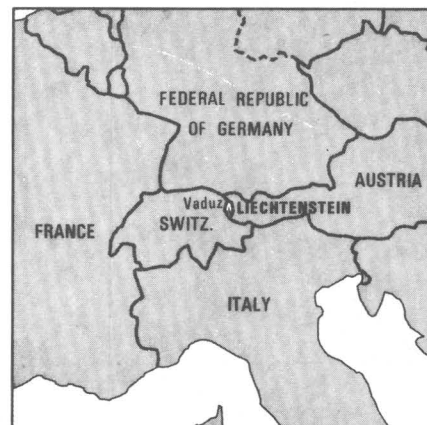 FEDERAL REPUBLIC
OF GERMANY
AUSTRIA
Vaduz
LIECHTENSTEIN
SWITZ.
FRANCE
ITALY